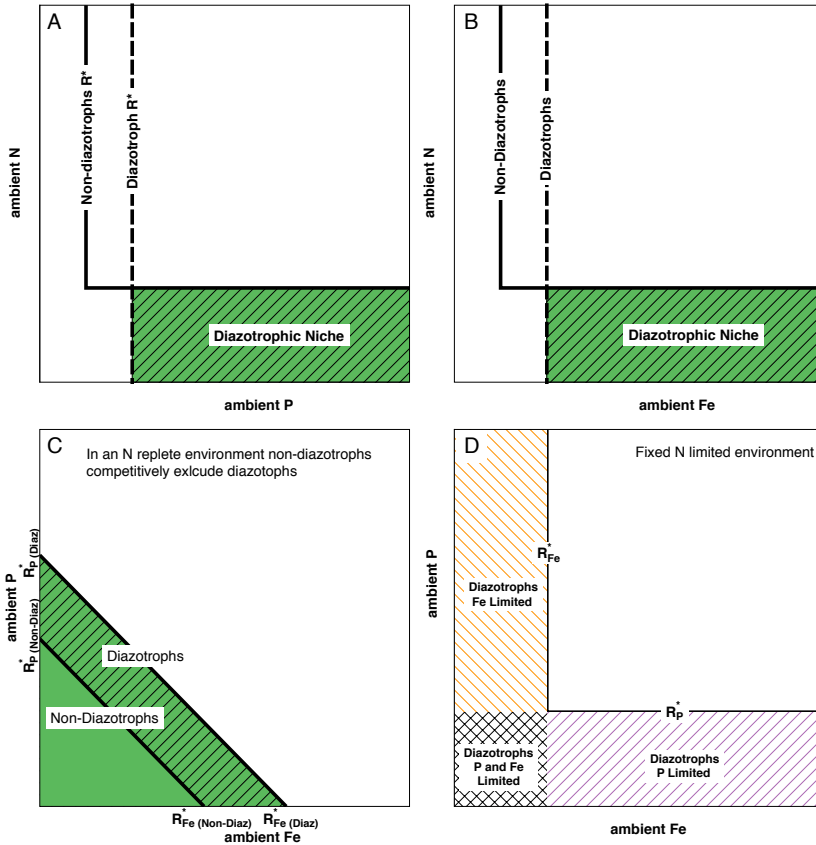 A
Non-diazotrophs R*
Diazotroph R*
ambient N
Diazotrophic Niche
ambient P
B
Non-Diazotrophs
Diazotrophs
ambient N
Diazotrophic Niche
ambient Fe
C
In an N replete environment non-diazotrophs
competitively exlcude diazotophs
ambient P
R*P (Diaz)
R*P (Non-Diaz)
Diazotrophs
Non-Diazotrophs
R*Fe (Non-Diaz)
R*Fe (Diaz)
ambient Fe
D
Fixed N limited environment
ambient P
R*Fe
Diazotrophs
Fe Limited
R*P
Diazotrophs
P and Fe
Limited
Diazotrophs
P Limited
ambient Fe